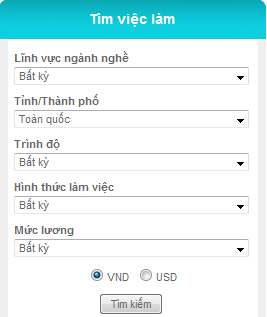 Tìm việc làm
Lĩnh vực ngành nghề
Bất kỳ
Tỉnh/Thành phố
Toàn quốc
Trình độ
Bất kỳ
Hình thức làm việc
Bất kỳ
Mức lương
Bất kỳ
VND USD
Tìm kiếm